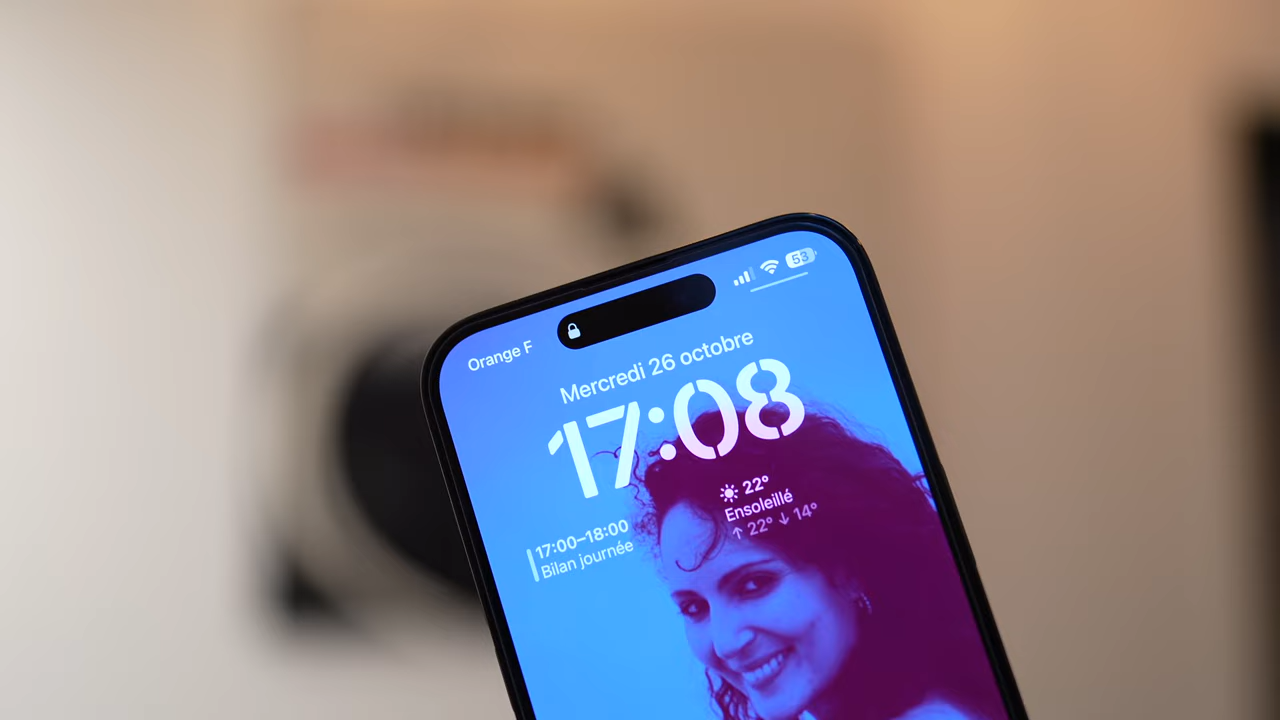 Orange F
53
Mercredi 26 octobre
17:08
17:00–18:00
Bilan journée
22°
Ensoleillé
↑ 22° ↓ 14°